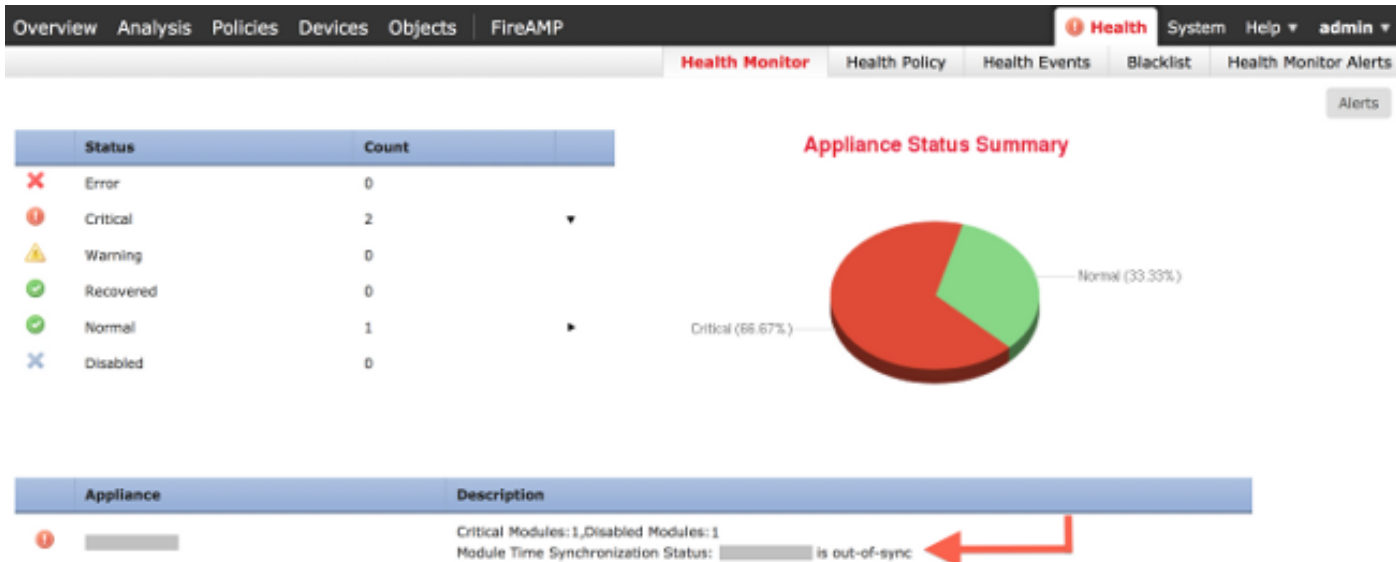 Overview Analysis Policies Devices Objects FireAMP Health System Help admin
Health Monitor Health Policy Health Events Blacklist Health Monitor Alerts
Alerts
Status Count
Error 0
Critical 2
Warning 0
Recovered 0
Normal 1
Disabled 0
Appliance Status Summary
Normal (33.33%)
Critical (66.67%)
Appliance Description
Critical Modules:1,Disabled Modules:1
Module Time Synchronization Status: is out-of-sync